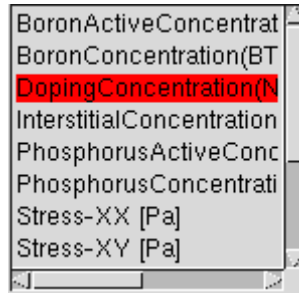 BoronActiveConcentrat
BoronConcentration(BT
DopingConcentration(N
InterstitialConcentration
PhosphorusActiveConc
PhosphorusConcentrati
Stress-XX [Pa]
Stress-XY [Pa]